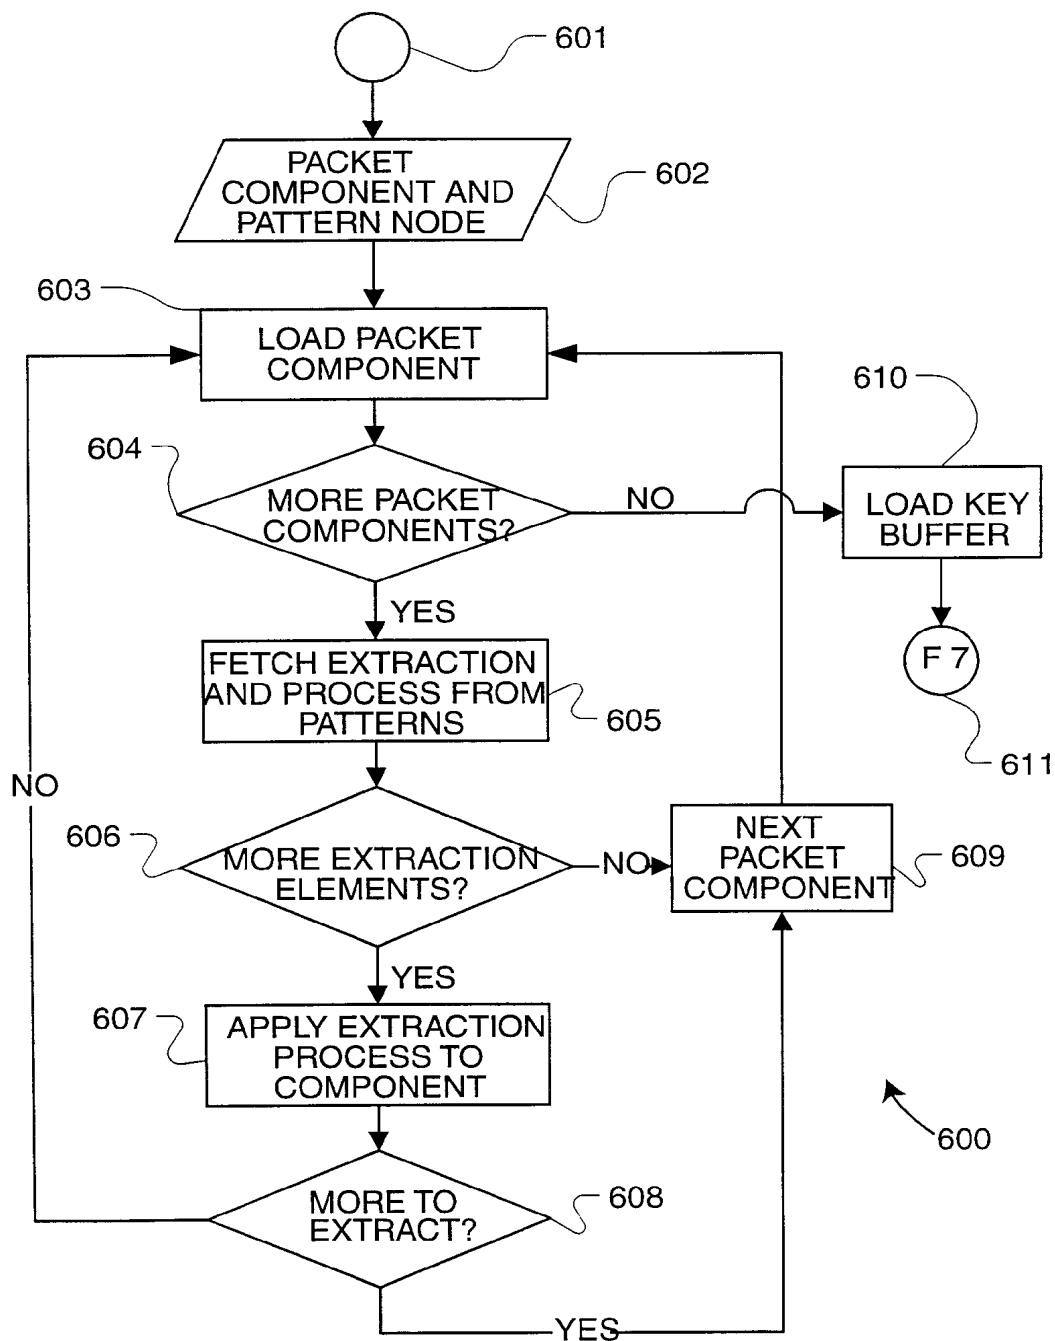 601
PACKET
COMPONENT AND
PATTERN NODE
602
603
LOAD PACKET
COMPONENT
610
604
MORE PACKET
COMPONENTS?
NO
LOAD KEY
BUFFER
YES
F 7
FETCH EXTRACTION
AND PROCESS FROM
PATTERNS
605
611
NO
606
MORE EXTRACTION
ELEMENTS?
NO
NEXT
PACKET
COMPONENT
609
YES
607
APPLY EXTRACTION
PROCESS TO
COMPONENT
600
MORE TO
EXTRACT?
608
YES